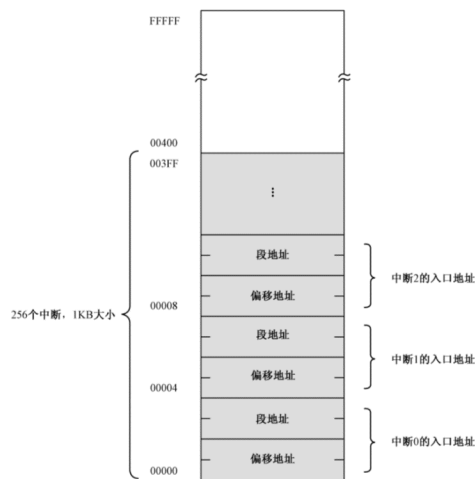 FFFFF
00400
003FF
⋮
段地址
中断2的入口地址
偏移地址
00008
256个中断，1KB大小
段地址
中断1的入口地址
偏移地址
00004
段地址
中断0的入口地址
偏移地址
00000